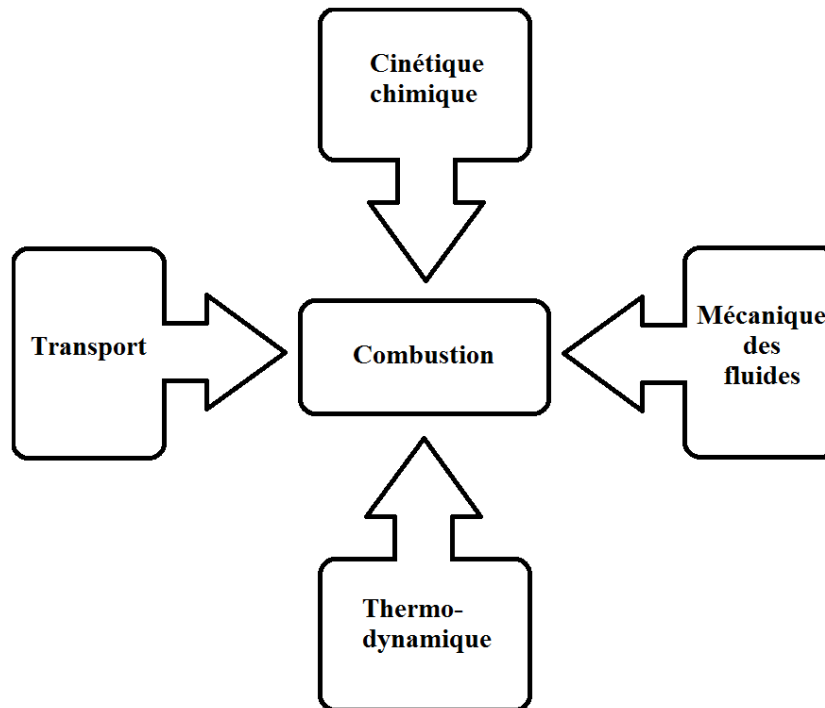 Cinétique
chimique
Transport
Combustion
Mécanique
des
fluides
Thermo-
dynamique